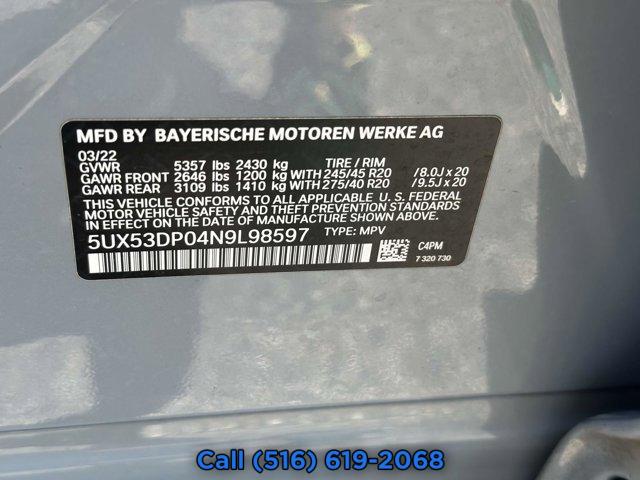 MFD BY BAYERISCHE MOTOREN WERKE AG
03/22
GVWR 5357 lbs 2430 kg TIRE / RIM
GAWR FRONT 2646 lbs 1200 kg WITH 245/45 R20 /8.0J x 20
GAWR REAR 3109 lbs 1410 kg WITH 275/40 R20 /9.5J x 20
THIS VEHICLE CONFORMS TO ALL APPLICABLE U. S. FEDERAL
MOTOR VEHICLE SAFETY AND THEFT PREVENTION STANDARDS
IN EFFECT ON THE DATE OF MANUFACTURE SHOWN ABOVE.
5UX53DP04N9L98597 TYPE: MPV
C4PM
7 320 730
Call (516) 619-2068